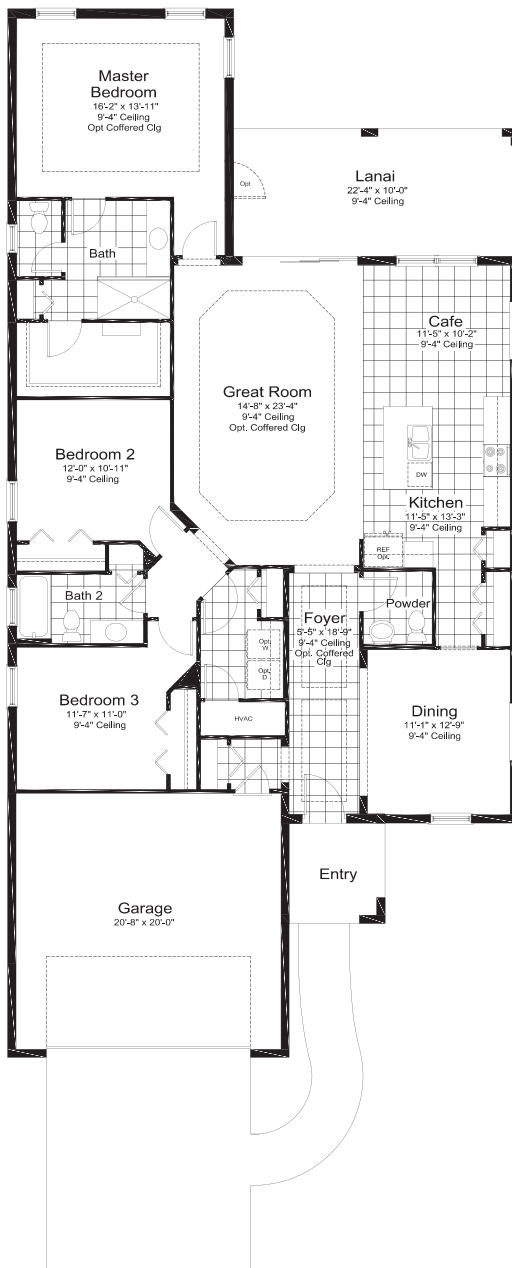 Master
Bedroom
16'-2" x 13'-11"
9'-4" Ceiling
Opt Coffered Clg
Opt
Lanai
22'-4" x 10'-0"
9'-4" Ceiling
Bath
Cafe
11'-5" x 10'-2"
9'-4" Ceiling
Great Room
14'-8" x 23'-4"
9'-4" Ceiling
Opt. Coffered Clg
DW
Bedroom 2
12'-0" x 10'-11"
9'-4" Ceiling
Kitchen
11'-5" x 13'-3"
9'-4" Ceiling
REF
Opt.
Bath 2
Powder
Foyer
5'-5" x 18'-9"
9'-4" Ceiling
Opt. Coffered
Clg
Opt.
W
Opt.
D
Bedroom 3
11'-7" x 11'-0"
9'-4" Ceiling
HVAC
Dining
11'-1" x 12'-9"
9'-4" Ceiling
Entry
Garage
20'-8" x 20'-0"